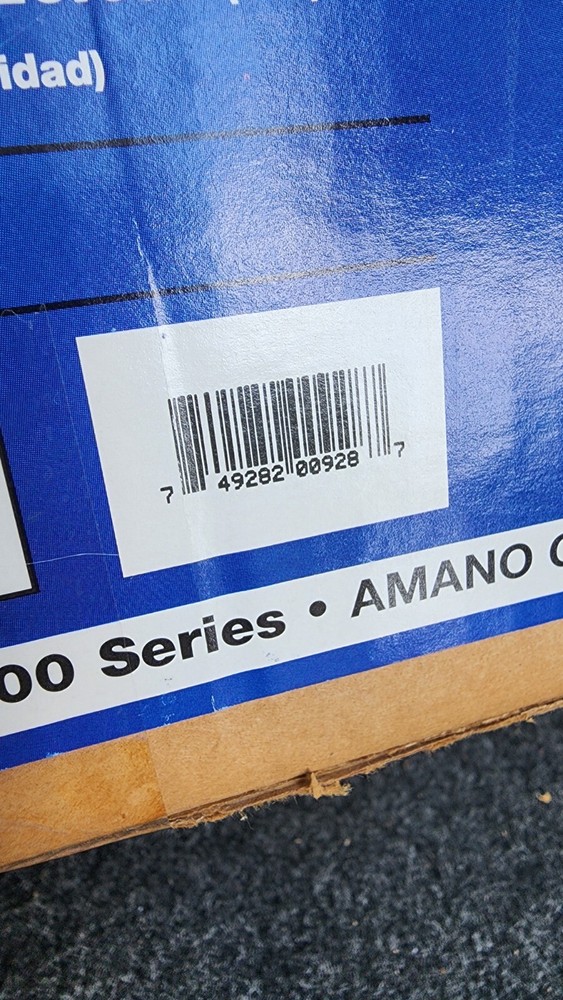 idad)
7 49282 00928 7
00 Series • AMANO